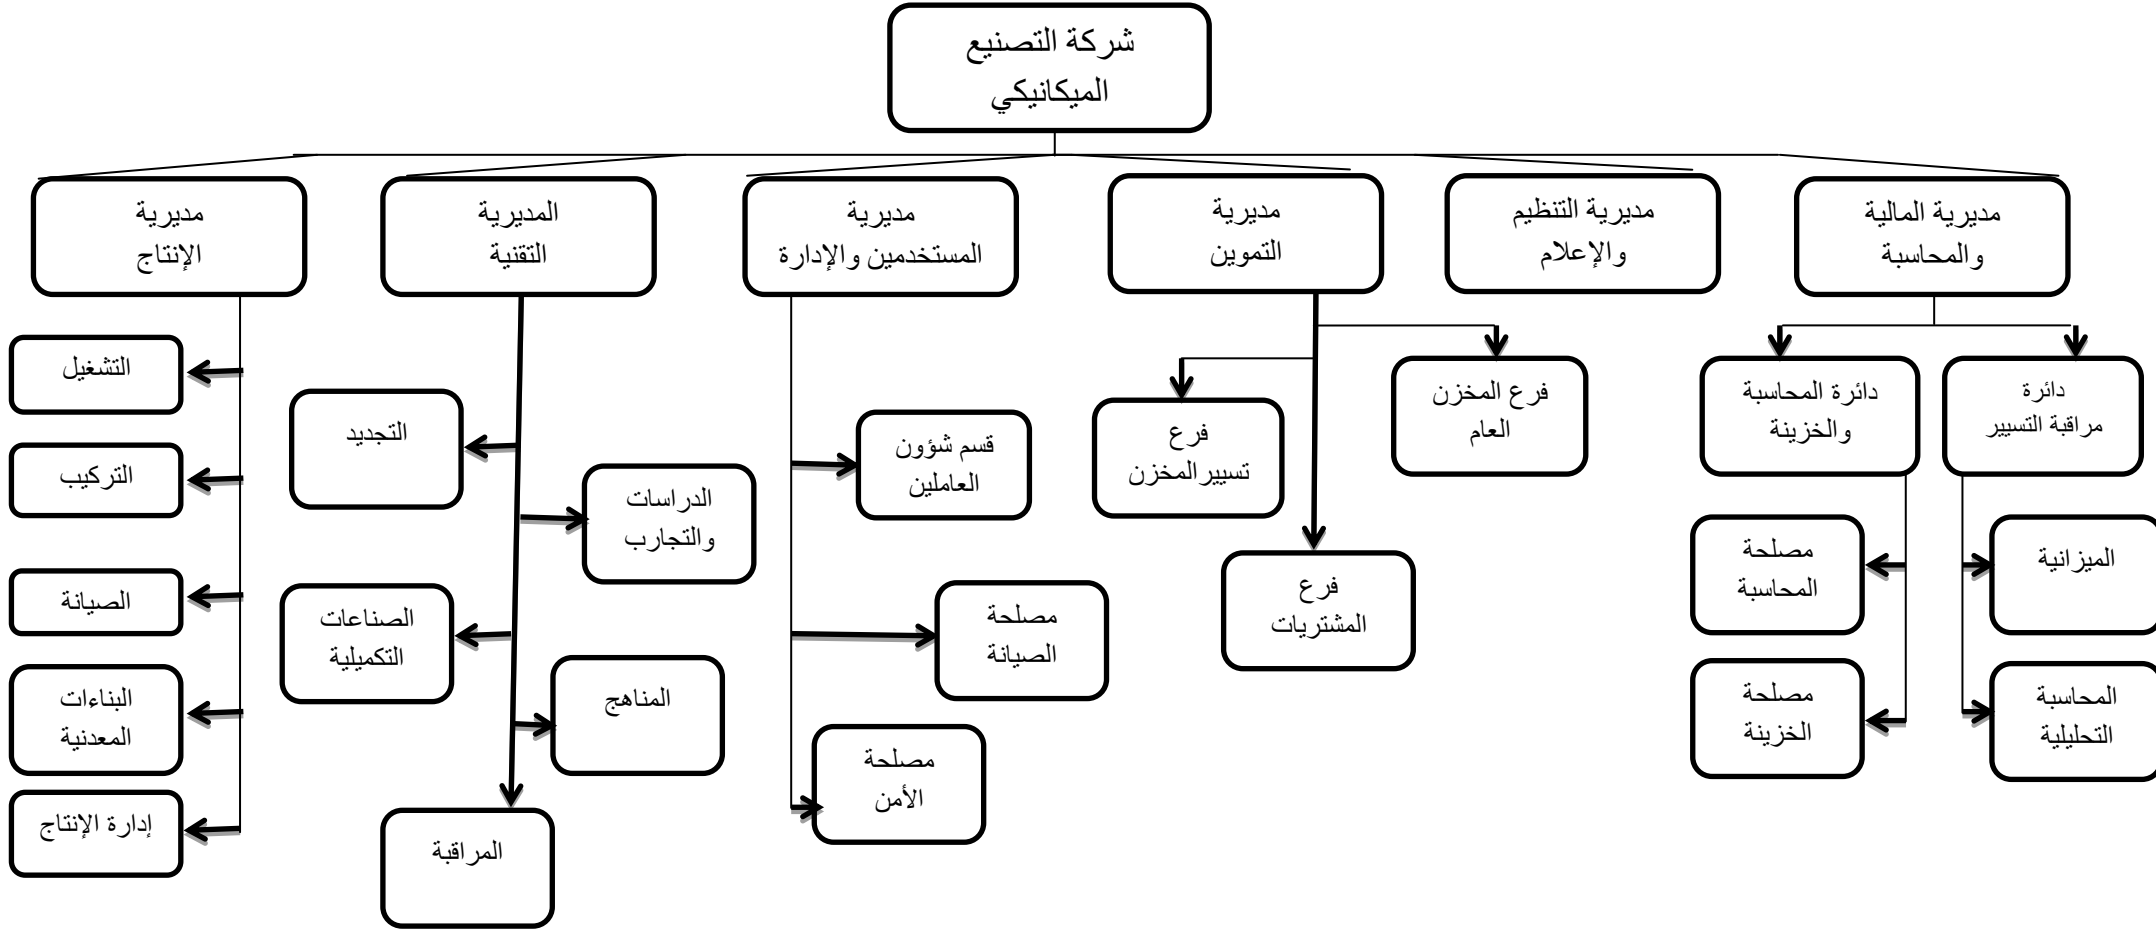 شركة التصنيع
الميكانيكي
مديرية المالية
والمحاسبة
مديرية التنظيم
والإعلام
مديرية
التموين
مديرية
المستخدمين والإدارة
المديرية
التقنية
مديرية
الإنتاج
دائرة
مراقبة التسيير
دائرة المحاسبة
والخزينة
الميزانية
المحاسبة
التحليلية
مصلحة
المحاسبة
مصلحة
الخزينة
فرع المخزن
العام
فرع
تسييرالمخزن
فرع
المشتريات
قسم شؤون
العاملين
مصلحة
الصيانة
مصلحة
الأمن
التجديد
الدراسات
والتجارب
الصناعات
التكميلية
المناهج
المراقبة
التشغيل
التركيب
الصيانة
البناءات
المعدنية
إدارة الإنتاج